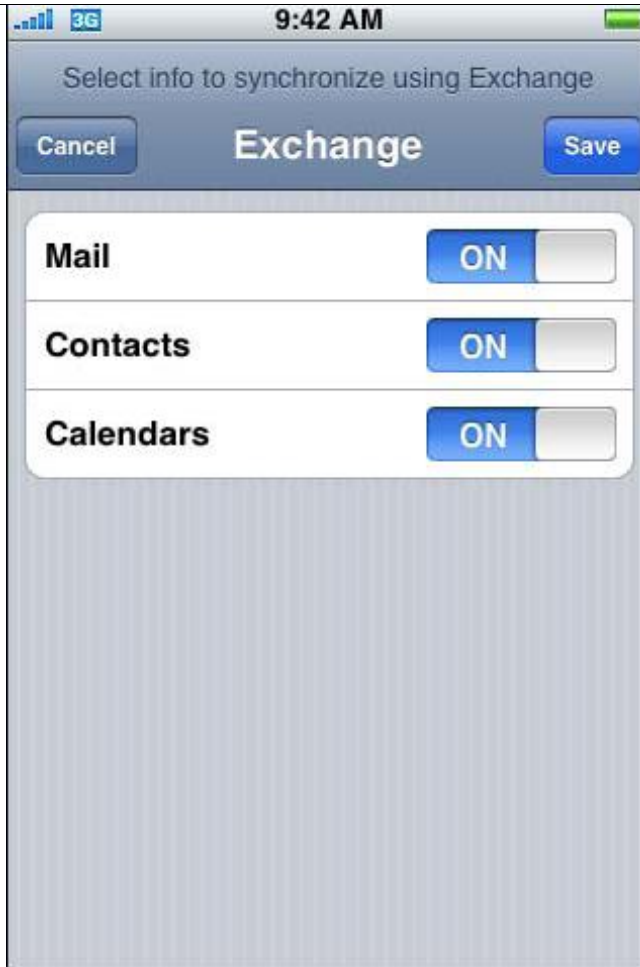 3G 9:42 AM
Select info to synchronize using Exchange
Cancel Exchange Save
Mail ON
Contacts ON
Calendars ON